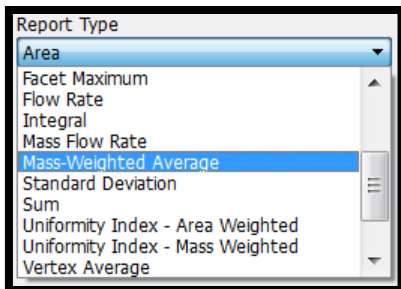 Report Type
Area
Facet Maximum
Flow Rate
Integral
Mass Flow Rate
Mass-Weighted Average
Standard Deviation
Sum
Uniformity Index - Area Weighted
Uniformity Index - Mass Weighted
Vertex Average